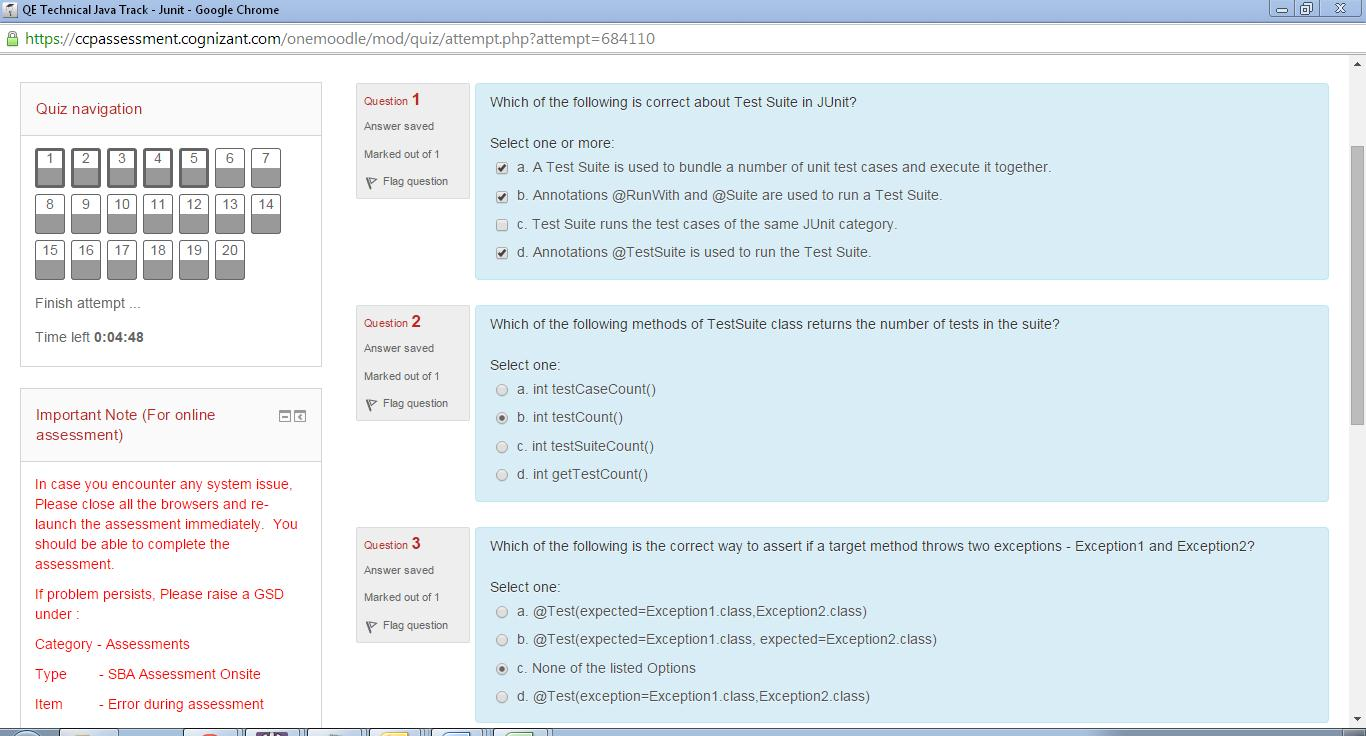 QE Technical Java Track - Junit - Google Chrome
https://ccpassessment.cognizant.com/onemoodle/mod/quiz/attempt.php?attempt=684110
Quiz navigation
1 2 3 4 5 6 7
8 9 10 11 12 13 14
15 16 17 18 19 20
Finish attempt ...
Time left 0:04:48
Important Note (For online
assessment)
In case you encounter any system issue,
Please close all the browsers and re-
launch the assessment immediately.  You
should be able to complete the
assessment.
If problem persists, Please raise a GSD
under :
Category - Assessments
Type - SBA Assessment Onsite
Item - Error during assessment
Question 1
Answer saved
Marked out of 1
Flag question
Which of the following is correct about Test Suite in JUnit?
Select one or more:
a. A Test Suite is used to bundle a number of unit test cases and execute it together.
b. Annotations @RunWith and @Suite are used to run a Test Suite.
c. Test Suite runs the test cases of the same JUnit category.
d. Annotations @TestSuite is used to run the Test Suite.
Question 2
Answer saved
Marked out of 1
Flag question
Which of the following methods of TestSuite class returns the number of tests in the suite?
Select one:
a. int testCaseCount()
b. int testCount()
c. int testSuiteCount()
d. int getTestCount()
Question 3
Answer saved
Marked out of 1
Flag question
Which of the following is the correct way to assert if a target method throws two exceptions - Exception1 and Exception2?
Select one:
a. @Test(expected=Exception1.class,Exception2.class)
b. @Test(expected=Exception1.class, expected=Exception2.class)
c. None of the listed Options
d. @Test(exception=Exception1.class,Exception2.class)